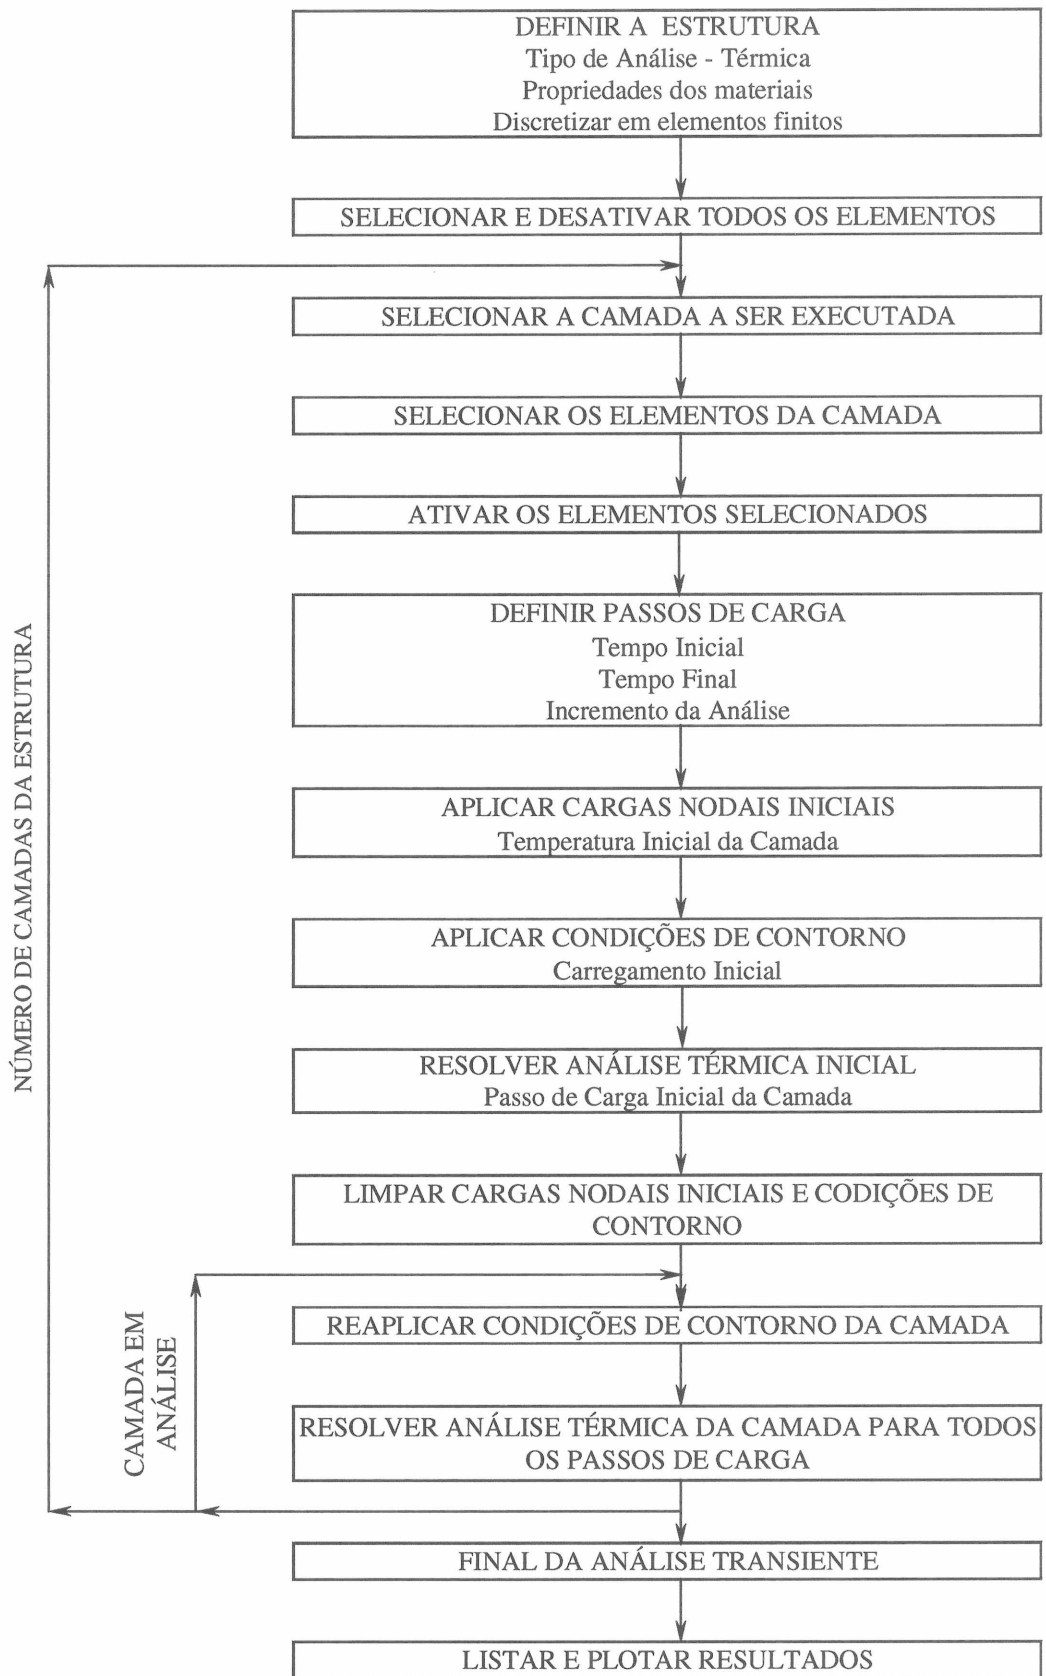 DEFINIR A ESTRUTURA
Tipo de Análise - Térmica
Propriedades dos materiais
Discretizar em elementos finitos
SELECIONAR E DESATIVAR TODOS OS ELEMENTOS
SELECIONAR A CAMADA A SER EXECUTADA
SELECIONAR OS ELEMENTOS DA CAMADA
ATIVAR OS ELEMENTOS SELECIONADOS
DEFINIR PASSOS DE CARGA
Tempo Inicial
Tempo Final
Incremento da Análise
APLICAR CARGAS NODAIS INICIAIS
Temperatura Inicial da Camada
APLICAR CONDIÇÕES DE CONTORNO
Carregamento Inicial
RESOLVER ANÁLISE TÉRMICA INICIAL
Passo de Carga Inicial da Camada
LIMPAR CARGAS NODAIS INICIAIS E CODIÇÕES DE
CONTORNO
REAPLICAR CONDIÇÕES DE CONTORNO DA CAMADA
RESOLVER ANÁLISE TÉRMICA DA CAMADA PARA TODOS
OS PASSOS DE CARGA
FINAL DA ANÁLISE TRANSIENTE
LISTAR E PLOTAR RESULTADOS
NÚMERO DE CAMADAS DA ESTRUTURA
CAMADA EM
ANÁLISE